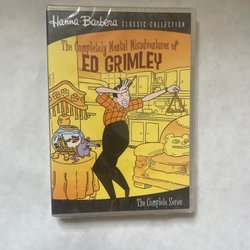 Hanna-Barbera
CLASSIC COLLECTION
The Completely Mental Misadventures of
ED GRIMLEY
The Complete Series